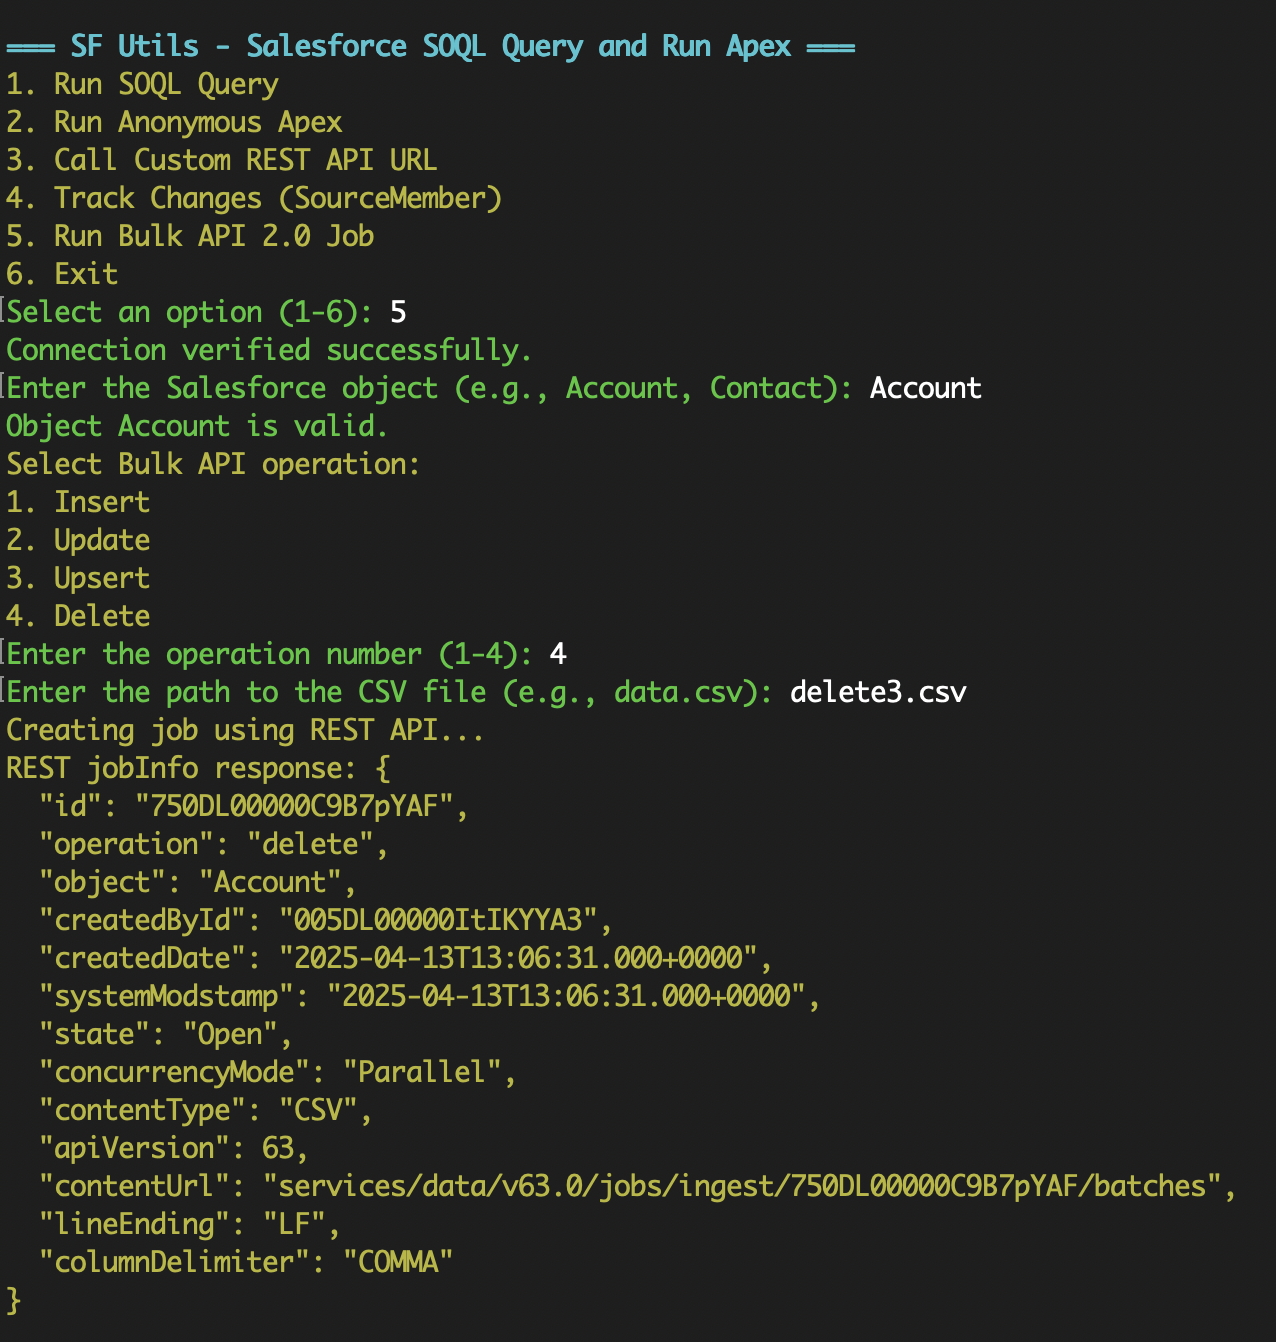 === SF Utils - Salesforce SOQL Query and Run Apex ===
1. Run SOQL Query
2. Run Anonymous Apex
3. Call Custom REST API URL
4. Track Changes (SourceMember)
5. Run Bulk API 2.0 Job
6. Exit
Select an option (1-6): 5
Connection verified successfully.
Enter the Salesforce object (e.g., Account, Contact): Account
Object Account is valid.
Select Bulk API operation:
1. Insert
2. Update
3. Upsert
4. Delete
Enter the operation number (1-4): 4
Enter the path to the CSV file (e.g., data.csv): delete3.csv
Creating job using REST API...
REST jobInfo response: {
  "id": "750DL00000C9B7pYAF",
  "operation": "delete",
  "object": "Account",
  "createdById": "005DL00000ItIKYYA3",
  "createdDate": "2025-04-13T13:06:31.000+0000",
  "systemModstamp": "2025-04-13T13:06:31.000+0000",
  "state": "Open",
  "concurrencyMode": "Parallel",
  "contentType": "CSV",
  "apiVersion": 63,
  "contentUrl": "services/data/v63.0/jobs/ingest/750DL00000C9B7pYAF/batches",
  "lineEnding": "LF",
  "columnDelimiter": "COMMA"
}